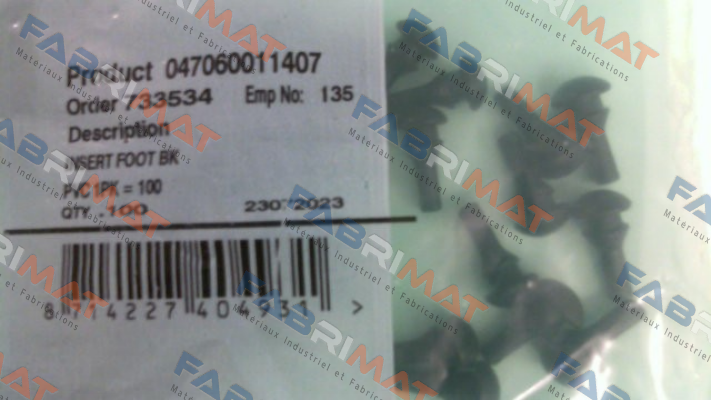 Product 047060011407
Order 733534 Emp No: 135
Description
INSERT FOOT BK
PVC 1PK = 100
QTY. 100 23072023
FABRIMAT
Matériaux Industriel et Fabrications